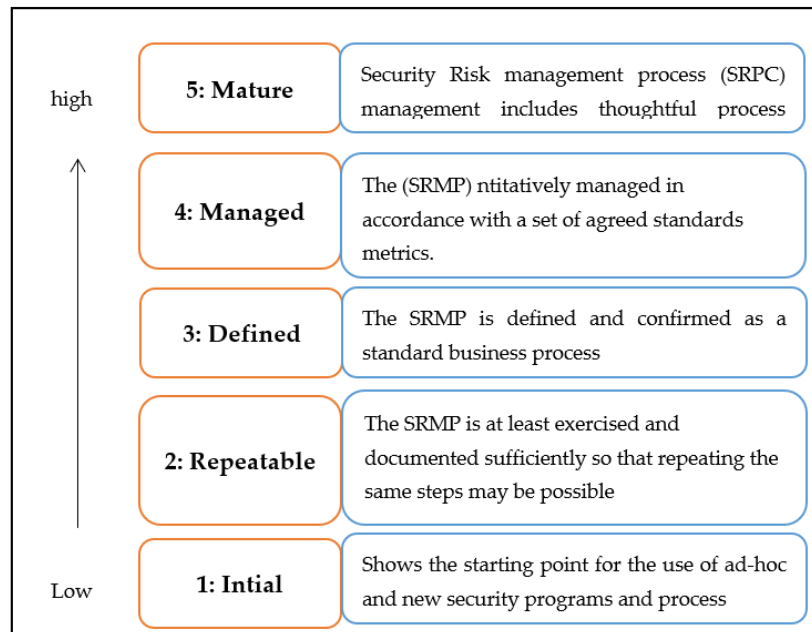 high
5: Mature
Security Risk management process (SRPC)
management includes thoughtful process
4: Managed
The (SRMP) ntitatively managed in
accordance with a set of agreed standards
metrics.
3: Defined
The SRMP is defined and confirmed as a
standard business process
2: Repeatable
The SRMP is at least exercised and
documented sufficiently so that repeating the
same steps may be possible
Low
1: Intial
Shows the starting point for the use of ad-hoc
and new security programs and process